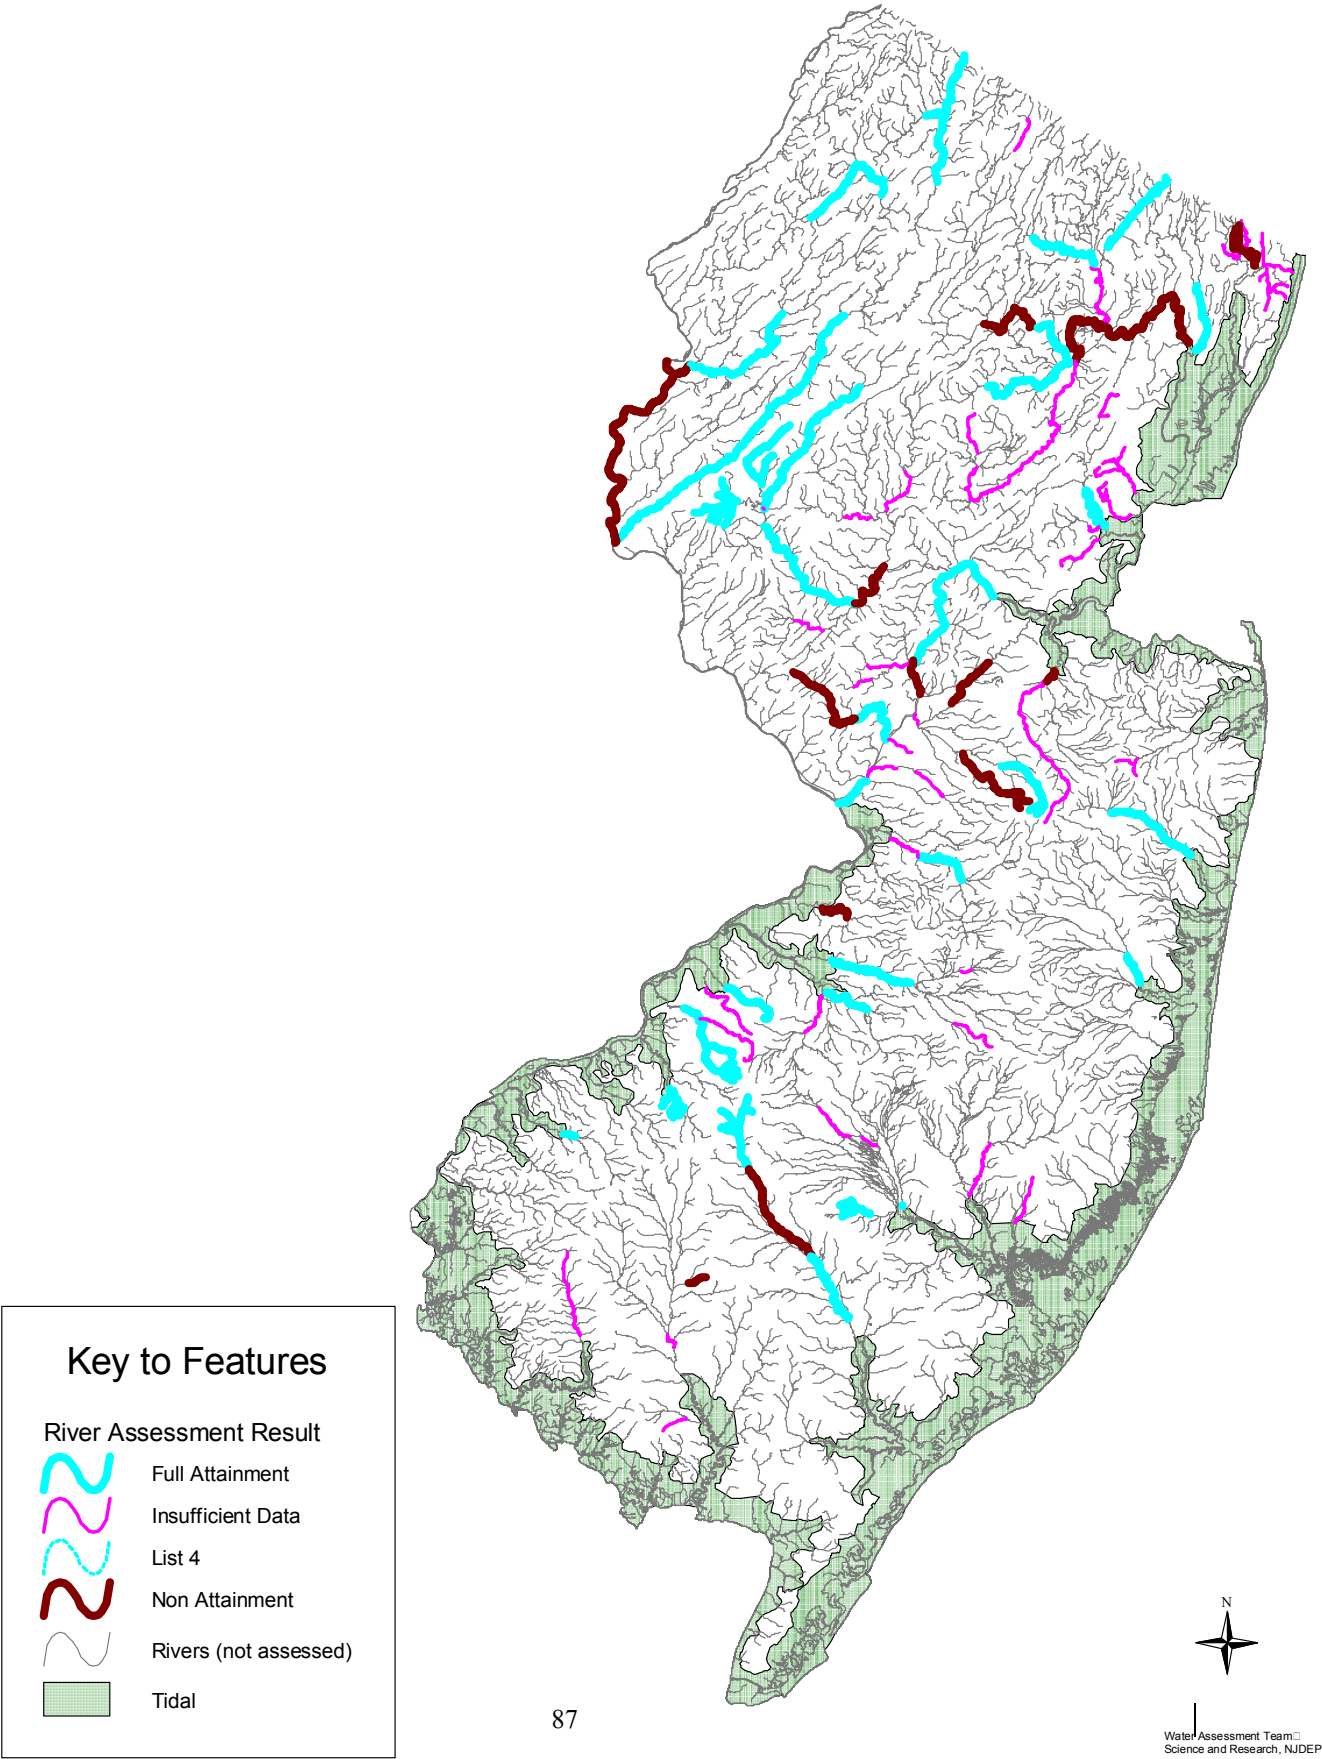 Key to Features
River Assessment Result
Full Attainment
Insufficient Data
List 4
Non Attainment
Rivers (not assessed)
Tidal
87
N
Water Assessment Team
Science and Research, NJDEP